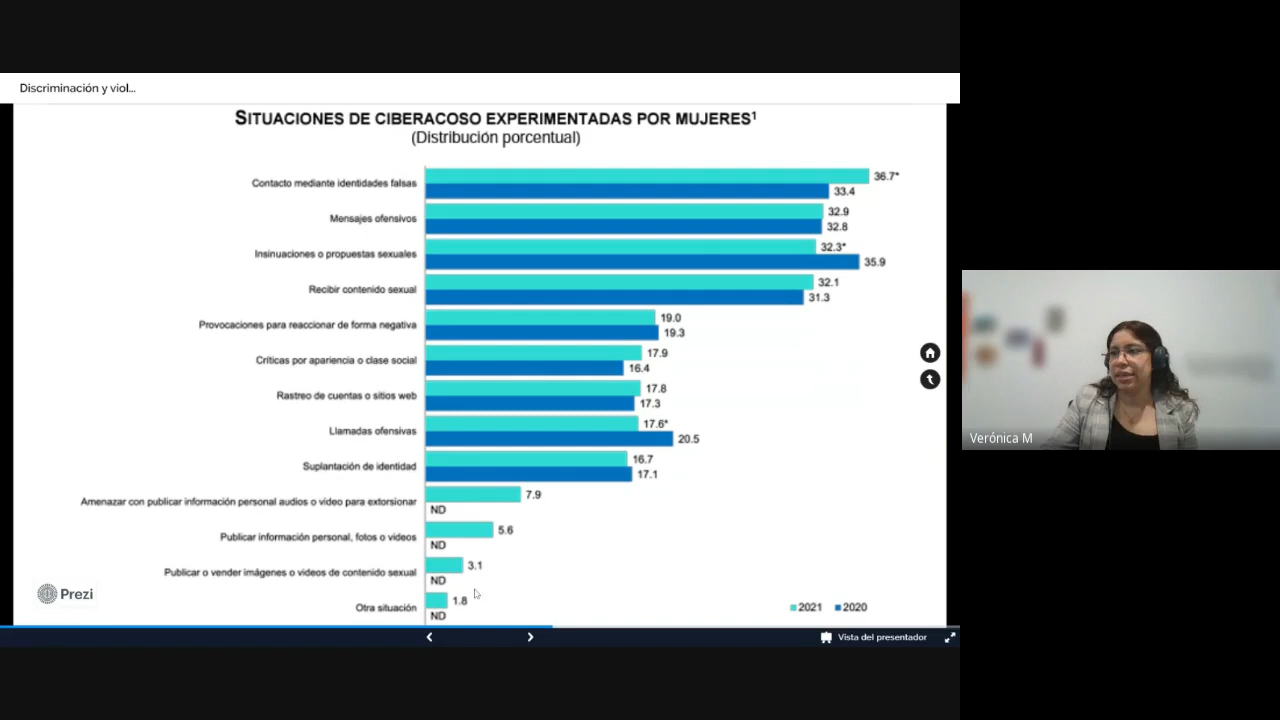 Discriminación y viol...
SITUACIONES DE CIBERACOSO EXPERIMENTADAS POR MUJERES¹
(Distribución porcentual)
Contacto mediante identidades falsas
36.7*
33.4
Mensajes ofensivos
32.9
32.8
Insinuaciones o propuestas sexuales
32.3*
35.9
Recibir contenido sexual
32.1
31.3
Provocaciones para reaccionar de forma negativa
19.0
19.3
Críticas por apariencia o clase social
17.9
16.4
Rastreo de cuentas o sitios web
17.8
17.3
Llamadas ofensivas
17.6*
20.5
Suplantación de identidad
16.7
17.1
Amenazar con publicar información personal audios o video para extorsionar
7.9
ND
Publicar información personal, fotos o videos
5.6
ND
Publicar o vender imágenes o videos de contenido sexual
3.1
ND
Otra situación
1.8
ND
2021 2020
Prezi
Vista del presentador
Verónica M